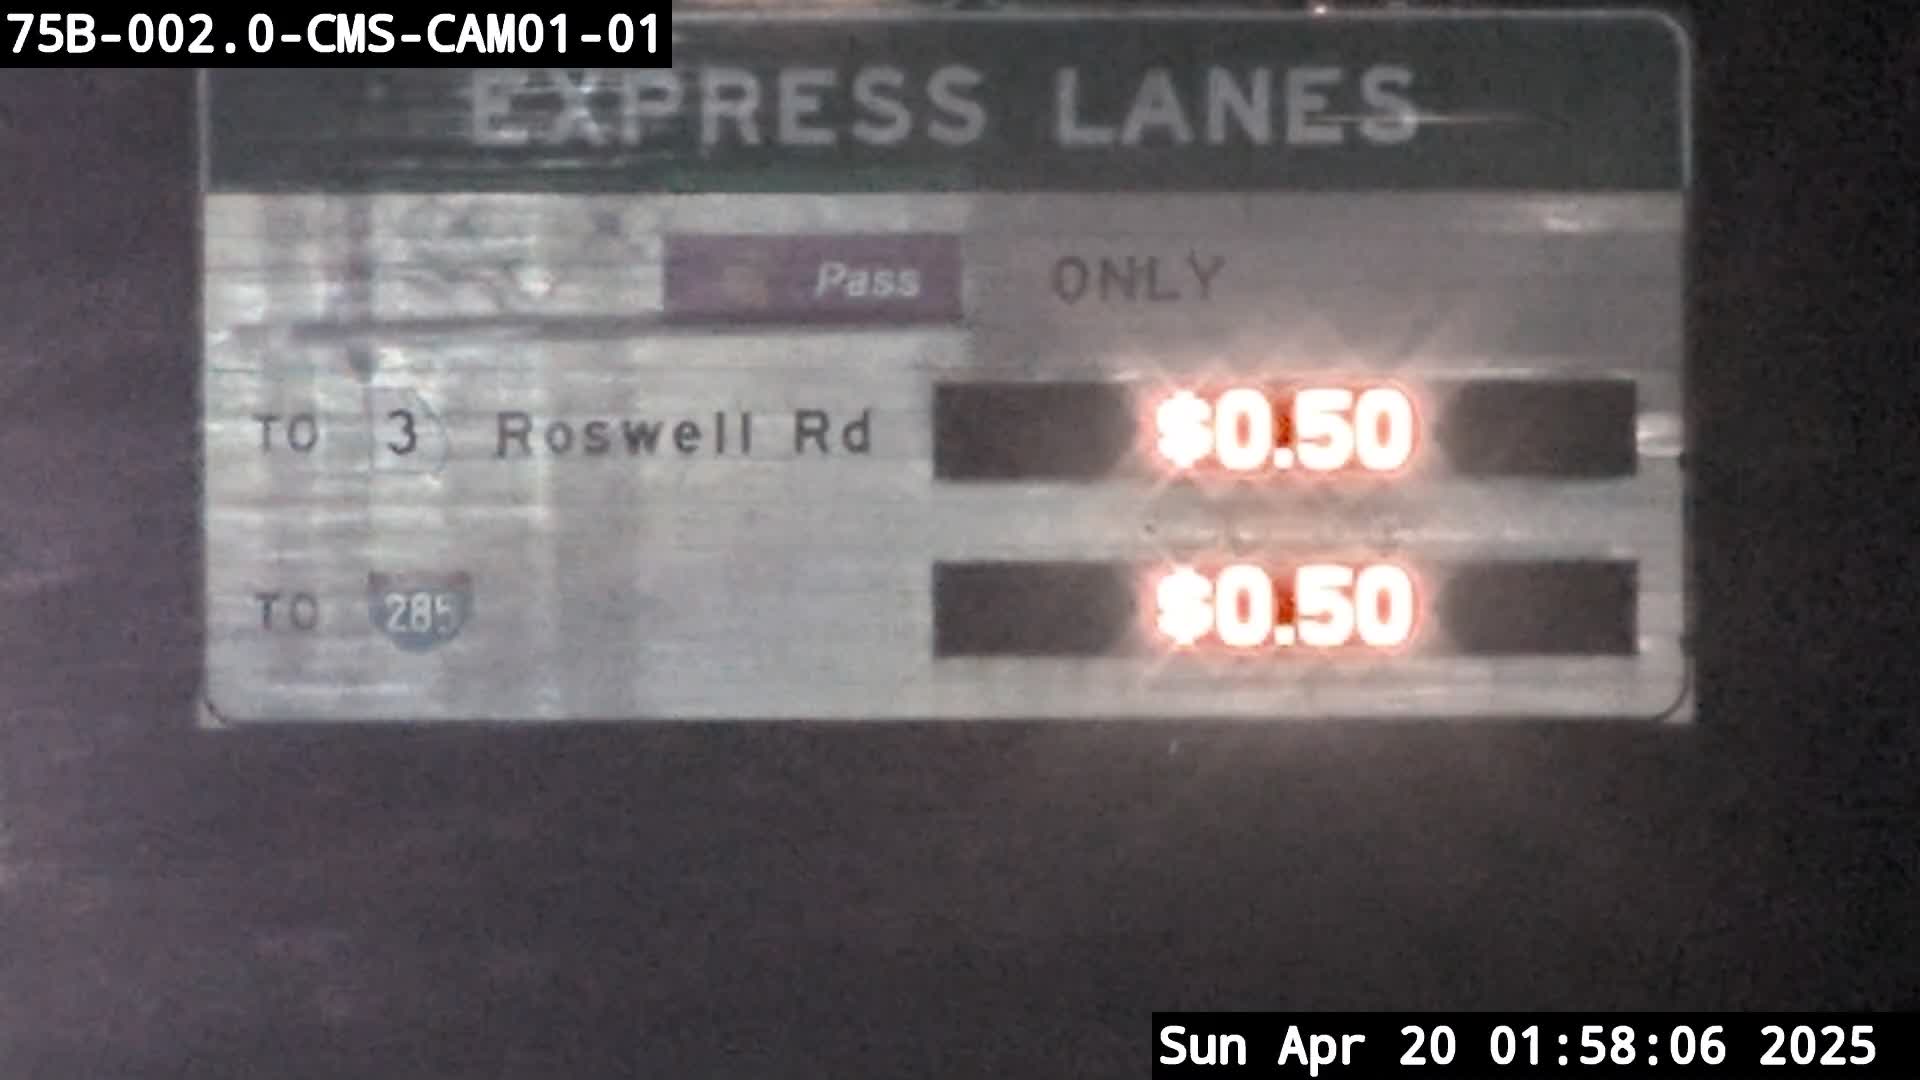 75B-002.0-CMS-CAM01-01
EXPRESS LANES
Pass ONLY
TO 3 Roswell Rd $0.50
TO 285 $0.50
Sun Apr 20 01:58:06 2025